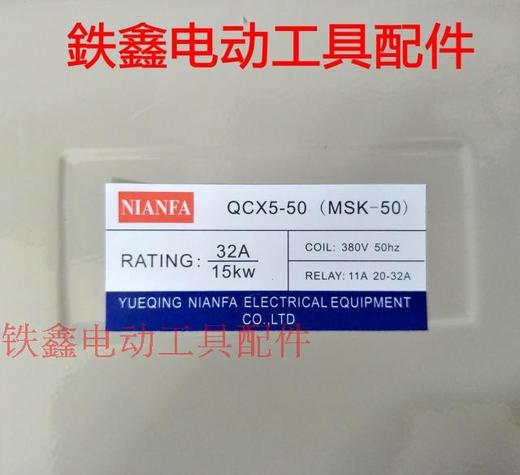 鉄鑫电动工具配件
NIANFA QCX5-50 (MSK-50)
RATING: 32A
15kw
COIL: 380V 50hz
RELAY: 11A 20-32A
YUEQING NIANFA ELECTRICAL EQUIPMENT
CO.,LTD
铁鑫电动工具配件